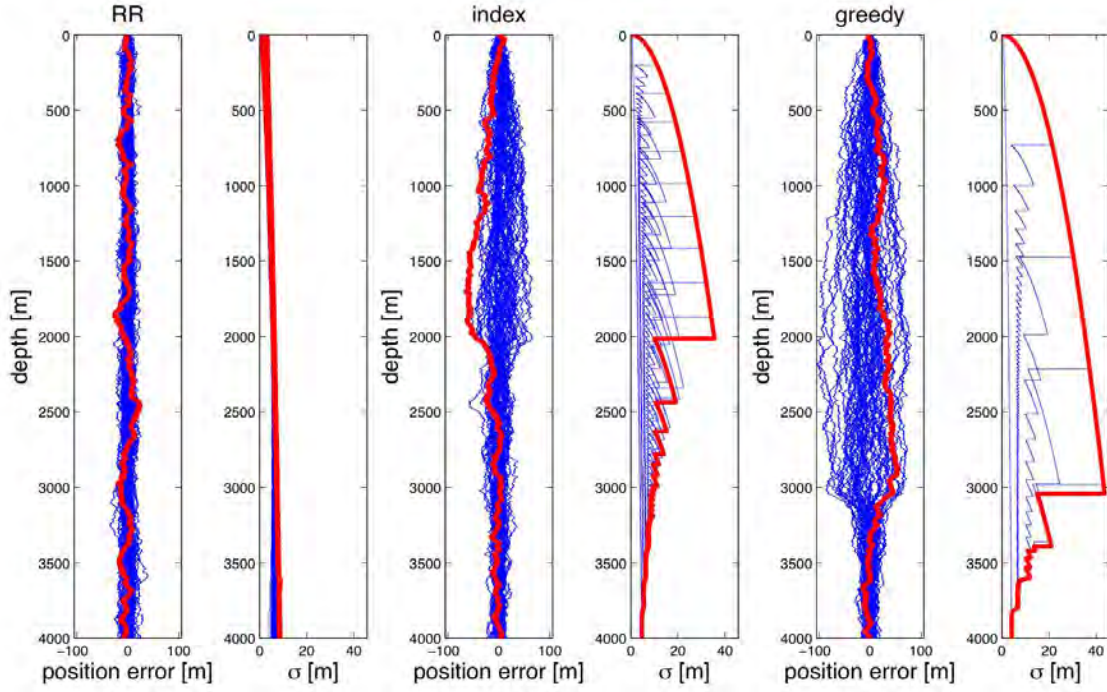 RR
index
greedy
0 0 0 0 0 0
500 500 500 500 500 500
1000 1000 1000 1000 1000 1000
1500 1500 1500 1500 1500 1500
2000 2000 2000 2000 2000 2000
2500 2500 2500 2500 2500 2500
3000 3000 3000 3000 3000 3000
3500 3500 3500 3500 3500 3500
4000 4000 4000 4000 4000 4000
depth [m]
depth [m]
depth [m]
−100 0 100 0 20 40 −100 0 100 0 20 40 −100 0 100 0 20 40
position error [m] σ [m] position error [m] σ [m] position error [m] σ [m]